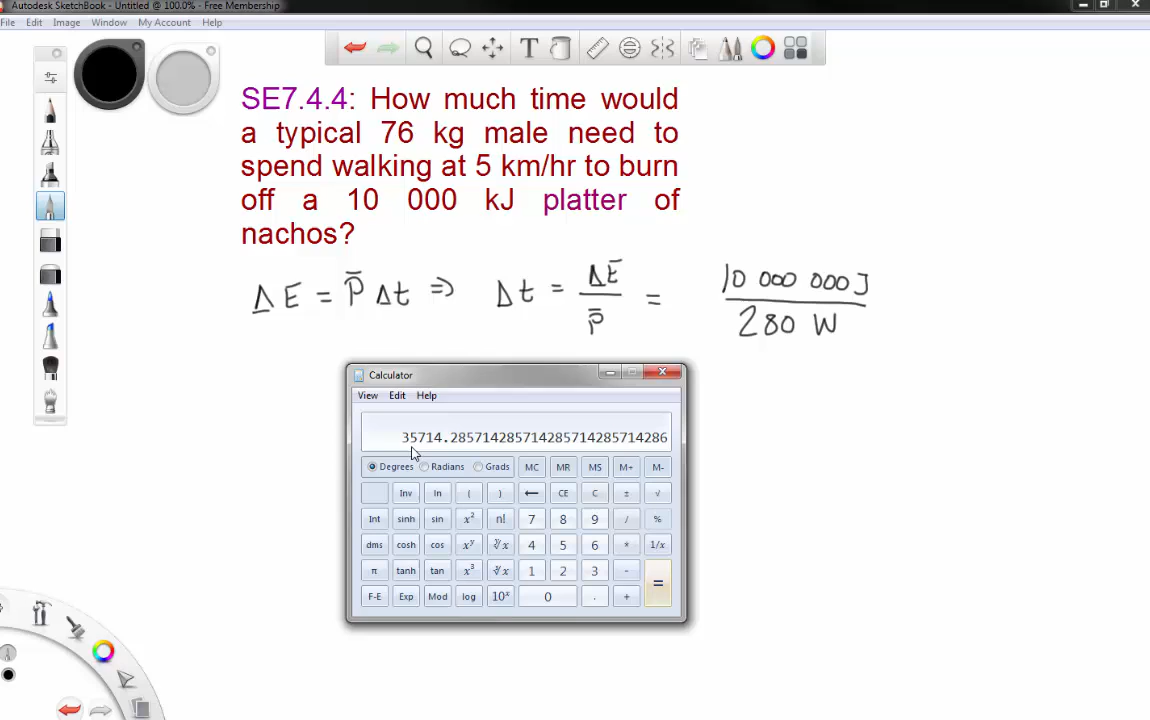 Autodesk SketchBook - Untitled @ 100.0% - Free Membership
File Edit Image Window My Account Help
T
SE7.4.4: How much time would
a typical 76 kg male need to
spend walking at 5 km/hr to burn
off a 10 000 kJ platter of
nachos?
ΔE = P̄ Δt ⇒ Δt = ΔE / P̄ = 10 000 000 J / 280 W
Calculator
View Edit Help
35714.285714285714285714285714286
Degrees Radians Grads MC MR MS M+ M-
Inv ln ( ) ← CE C ± √
Int sinh sin x² n! 7 8 9 / %
dms cosh cos xʸ ʸ√x 4 5 6 * 1/x
π tanh tan x³ ³√x 1 2 3 - =
F-E Exp Mod log 10ˣ 0 . +